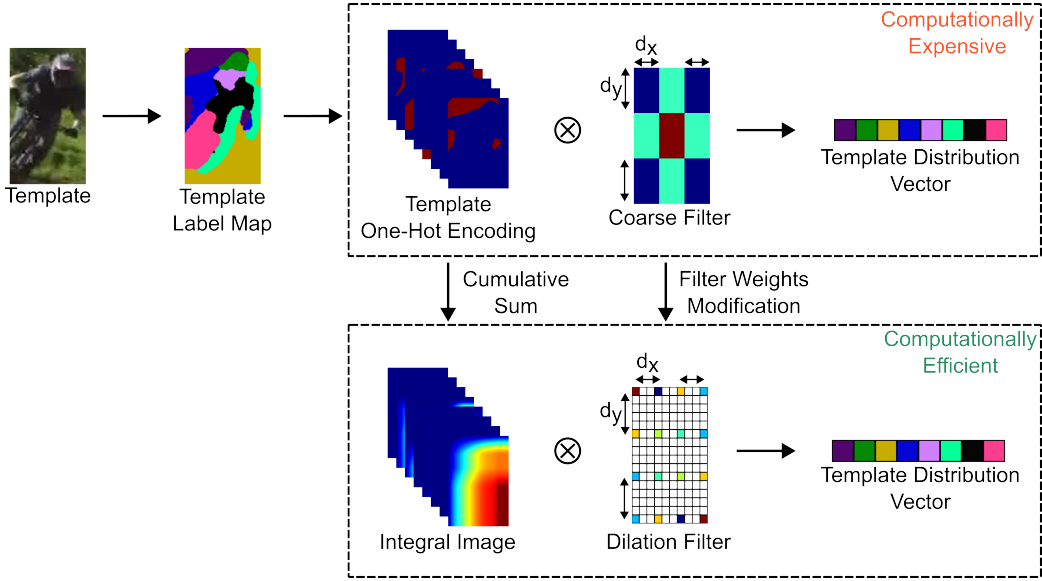 Computationally
Expensive
dx
dy
Template
Template
Label Map
Template
One-Hot Encoding
Coarse Filter
Template Distribution
Vector
Cumulative
Sum
Filter Weights
Modification
Computationally
Efficient
dx
dy
Integral Image
Dilation Filter
Template Distribution
Vector